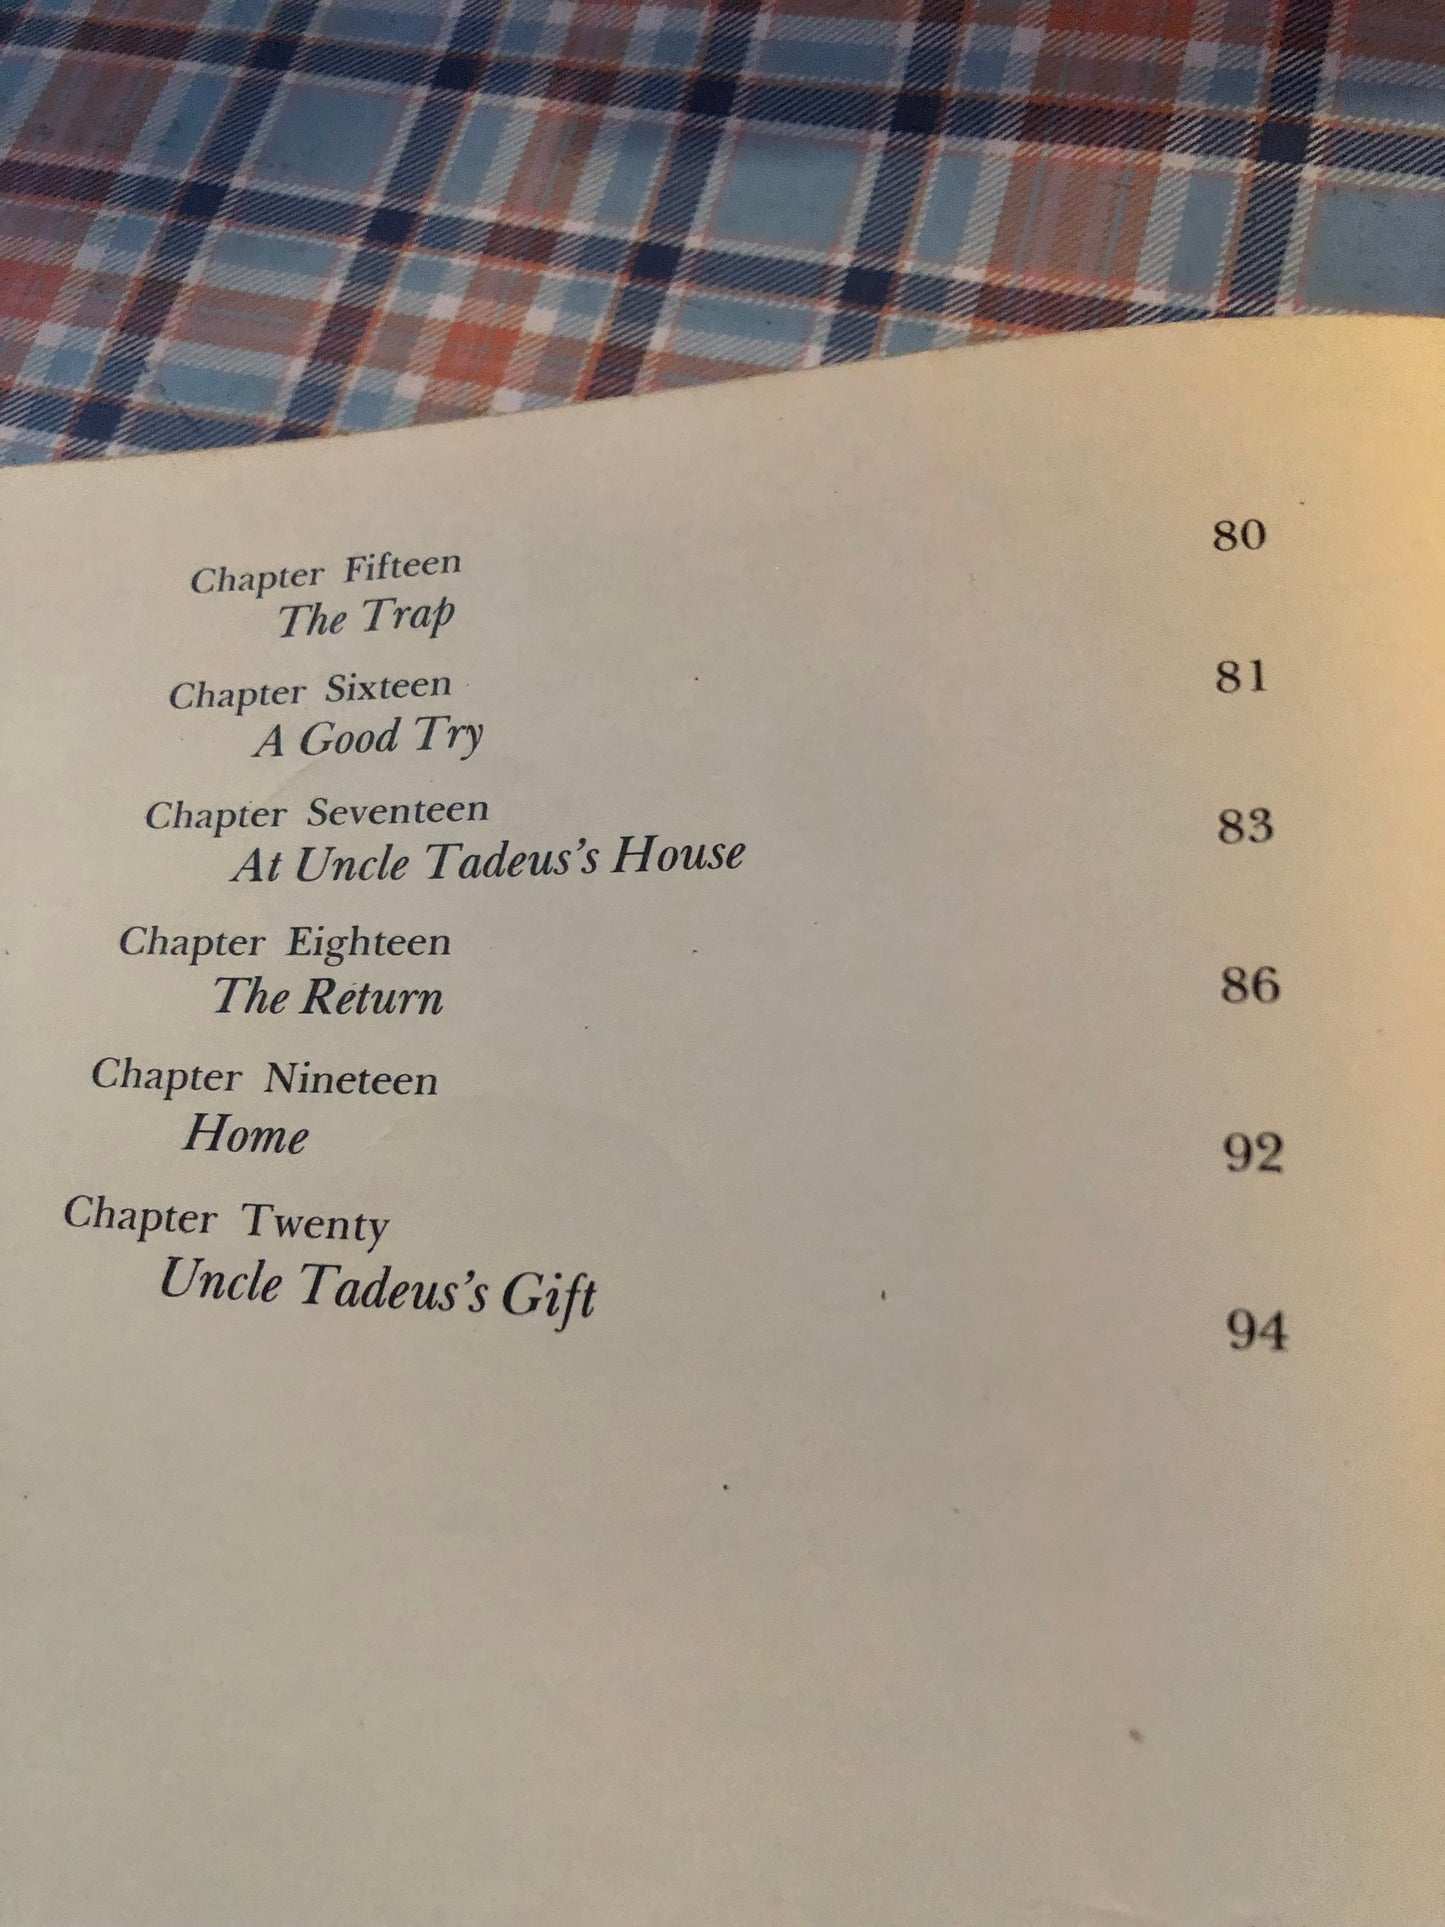 Chapter Fifteen 80
The Trap
Chapter Sixteen 81
A Good Try
Chapter Seventeen 83
At Uncle Tadeus's House
Chapter Eighteen 86
The Return
Chapter Nineteen 92
Home
Chapter Twenty 94
Uncle Tadeus's Gift